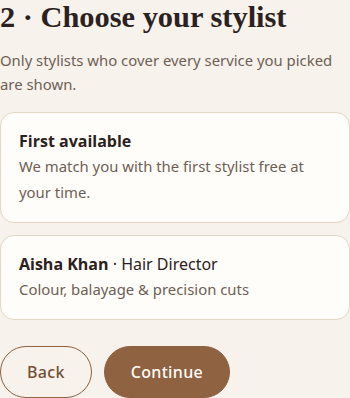 2 · Choose your stylist
Only stylists who cover every service you picked
are shown.
First available
We match you with the first stylist free at
your time.
Aisha Khan · Hair Director
Colour, balayage & precision cuts
Back
Continue